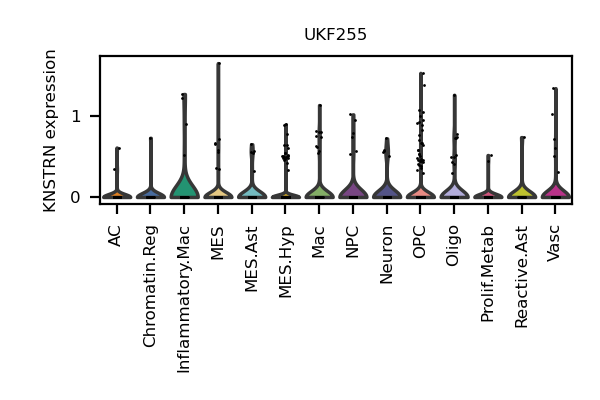 UKF255
KNSTRN expression
1
0
AC
Chromatin.Reg
Inflammatory.Mac
MES
MES.Ast
MES.Hyp
Mac
NPC
Neuron
OPC
Oligo
Prolif.Metab
Reactive.Ast
Vasc